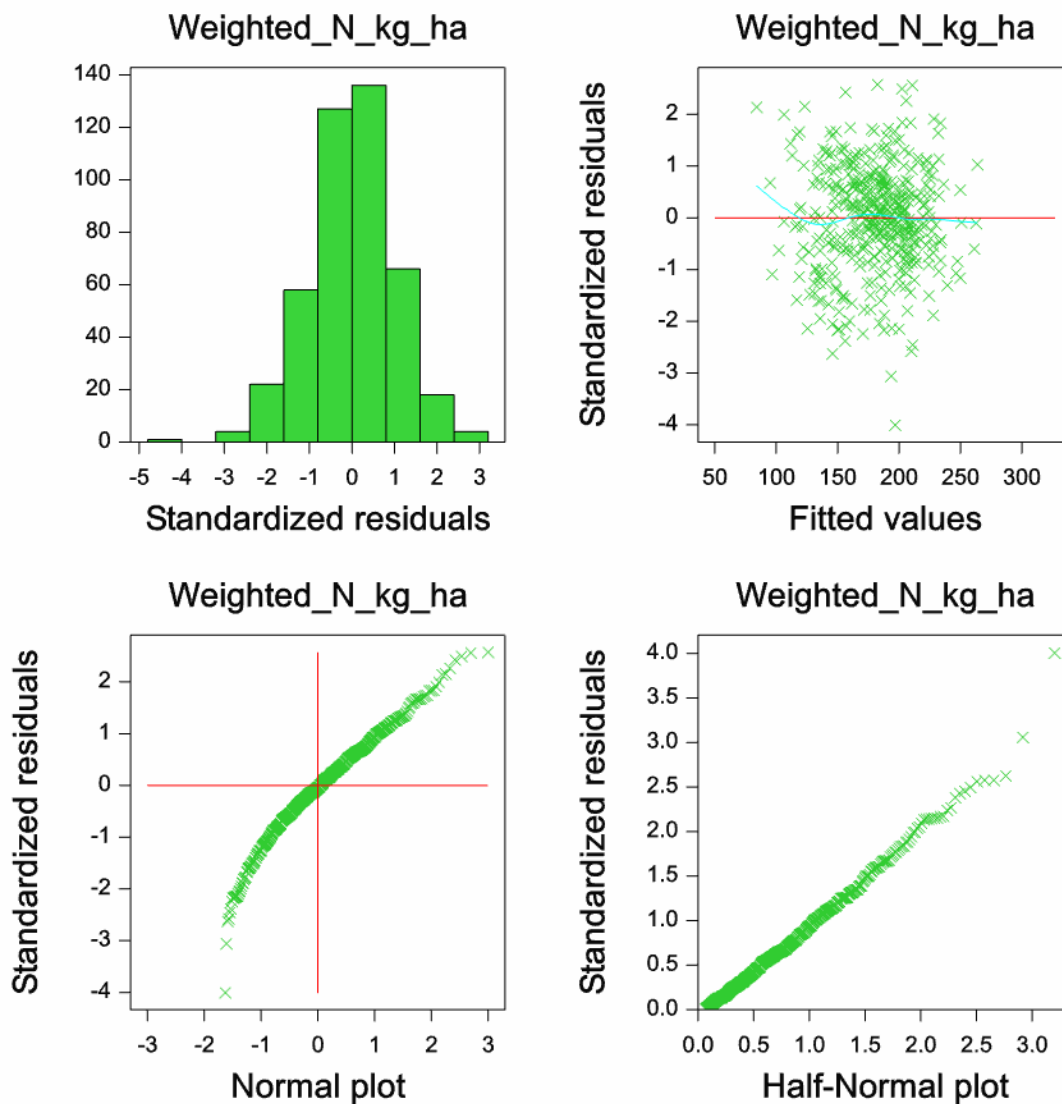 Weighted_N_kg_ha
140
120
100
80
60
40
20
0
-5 -4 -3 -2 -1 0 1 2 3
Standardized residuals
Weighted_N_kg_ha
Standardized residuals
2
1
0
-1
-2
-3
-4
50 100 150 200 250 300
Fitted values
Weighted_N_kg_ha
Standardized residuals
2
1
0
-1
-2
-3
-4
-3 -2 -1 0 1 2 3
Normal plot
Weighted_N_kg_ha
Standardized residuals
4.0
3.5
3.0
2.5
2.0
1.5
1.0
0.5
0.0
0.0 0.5 1.0 1.5 2.0 2.5 3.0
Half-Normal plot